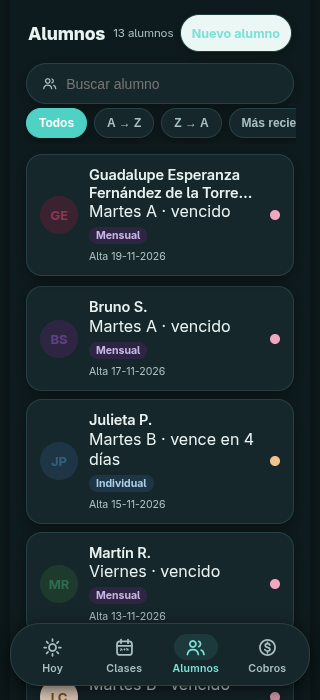 Alumnos 13 alumnos Nuevo alumno
Buscar alumno
Todos A → Z Z → A Más recie
Guadalupe Esperanza
Fernández de la Torre...
GE
Martes A · vencido
Mensual
Alta 19-11-2026
Bruno S.
BS
Martes A · vencido
Mensual
Alta 17-11-2026
Julieta P.
JP
Martes B · vence en 4
días
Individual
Alta 15-11-2026
Martín R.
MR
Viernes · vencido
Mensual
Alta 13-11-2026
Hoy Clases Alumnos Cobros
LC